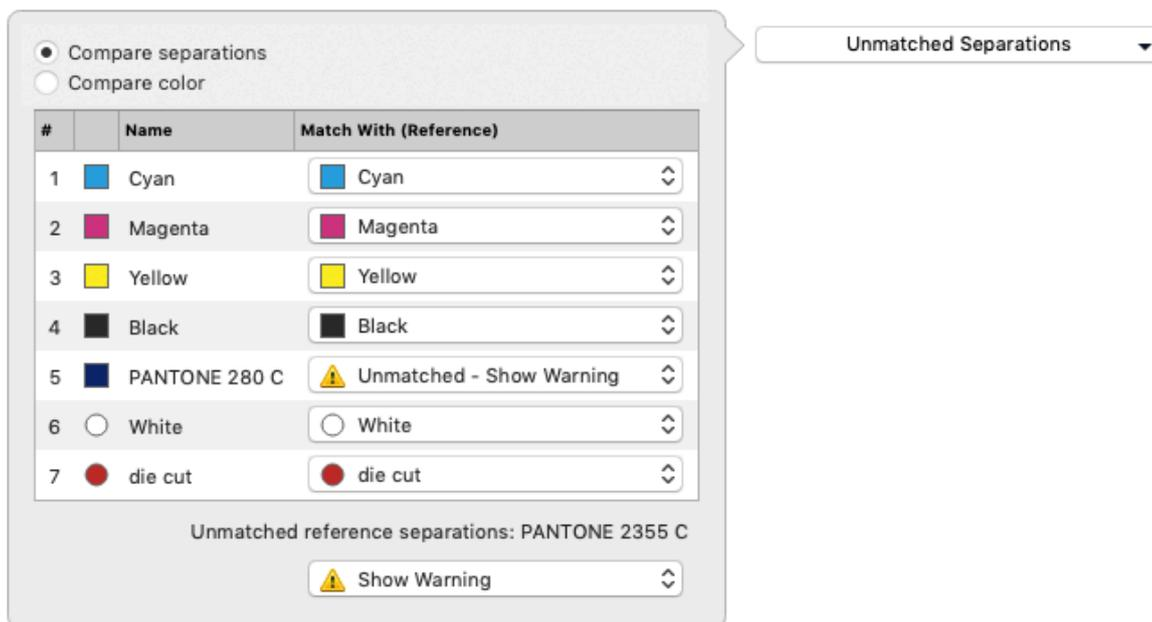 Compare separations
Compare color
Unmatched Separations
# Name Match With (Reference)
1 Cyan Cyan
2 Magenta Magenta
3 Yellow Yellow
4 Black Black
5 PANTONE 280 C Unmatched - Show Warning
6 White White
7 die cut die cut
Unmatched reference separations: PANTONE 2355 C
Show Warning